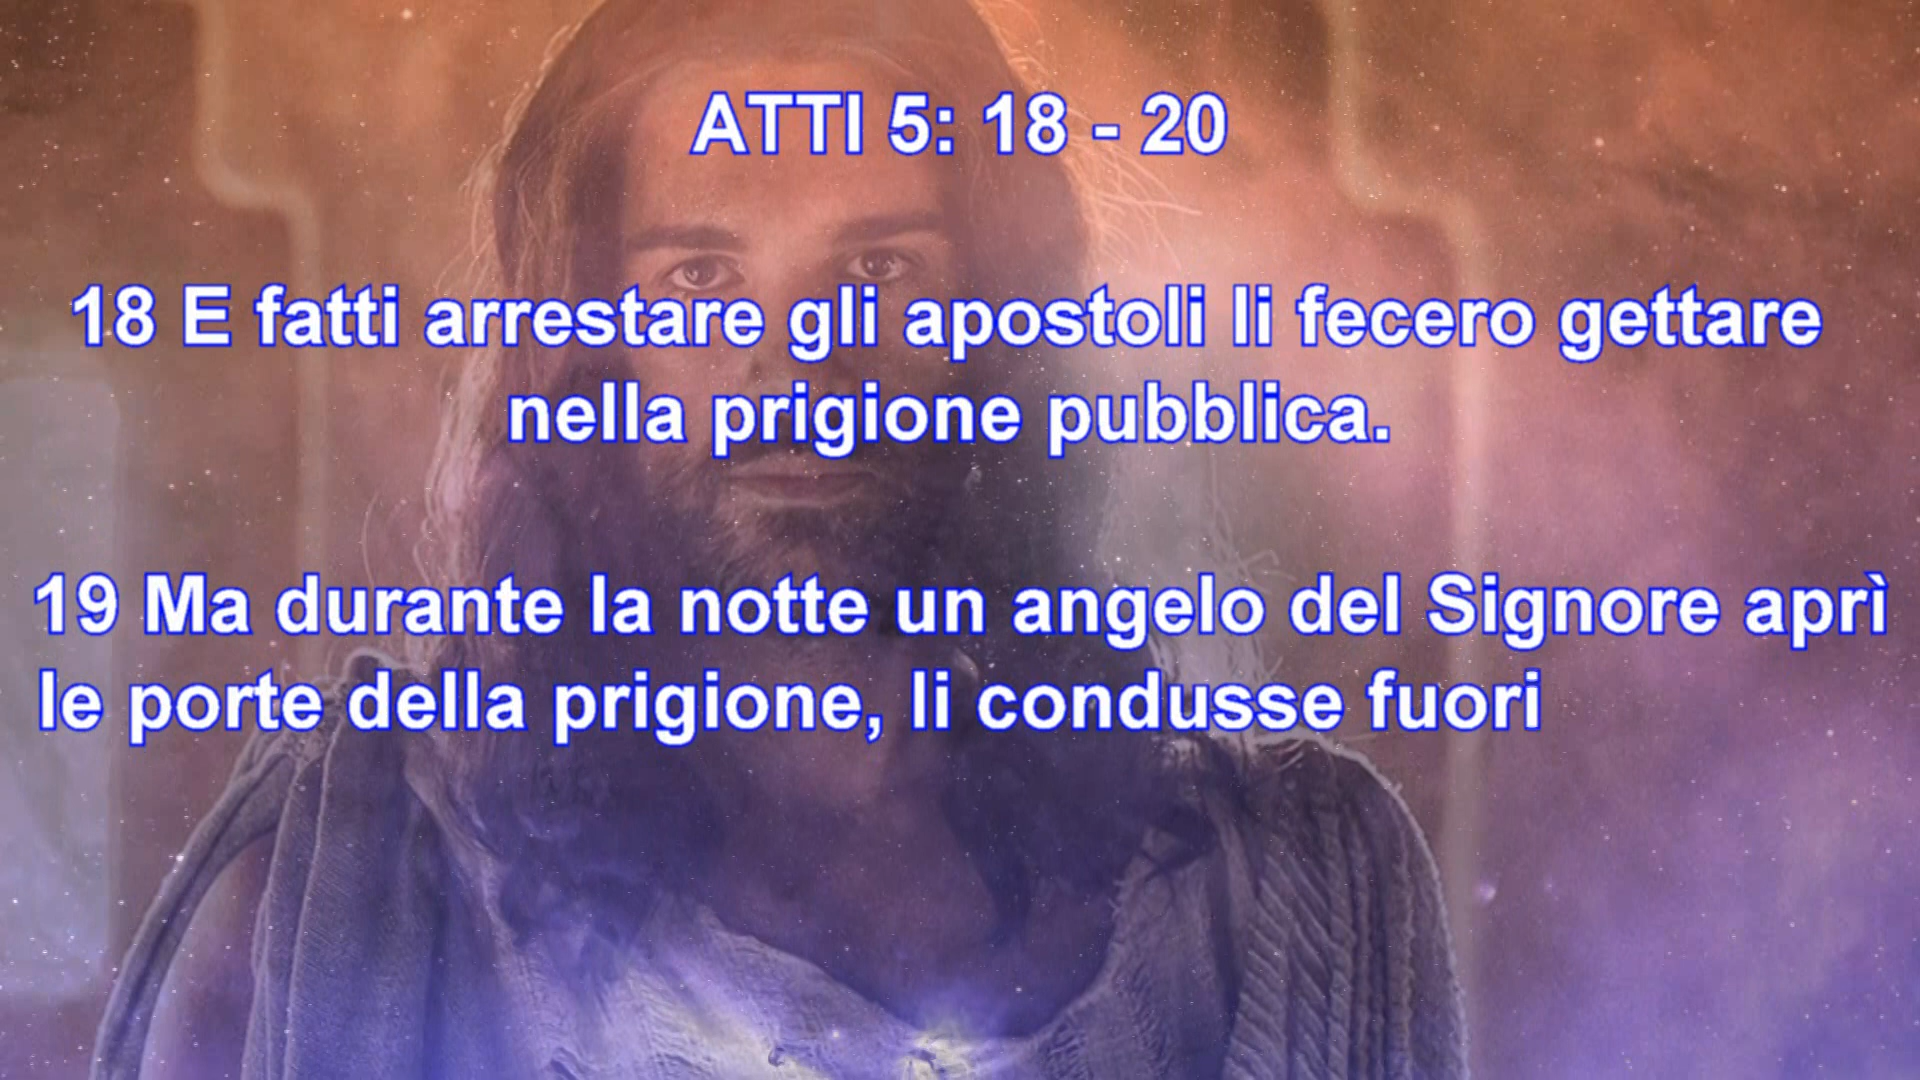 ATTI 5: 18 - 20
18 E fatti arrestare gli apostoli li fecero gettare
nella prigione pubblica.
19 Ma durante la notte un angelo del Signore aprì
le porte della prigione, li condusse fuori